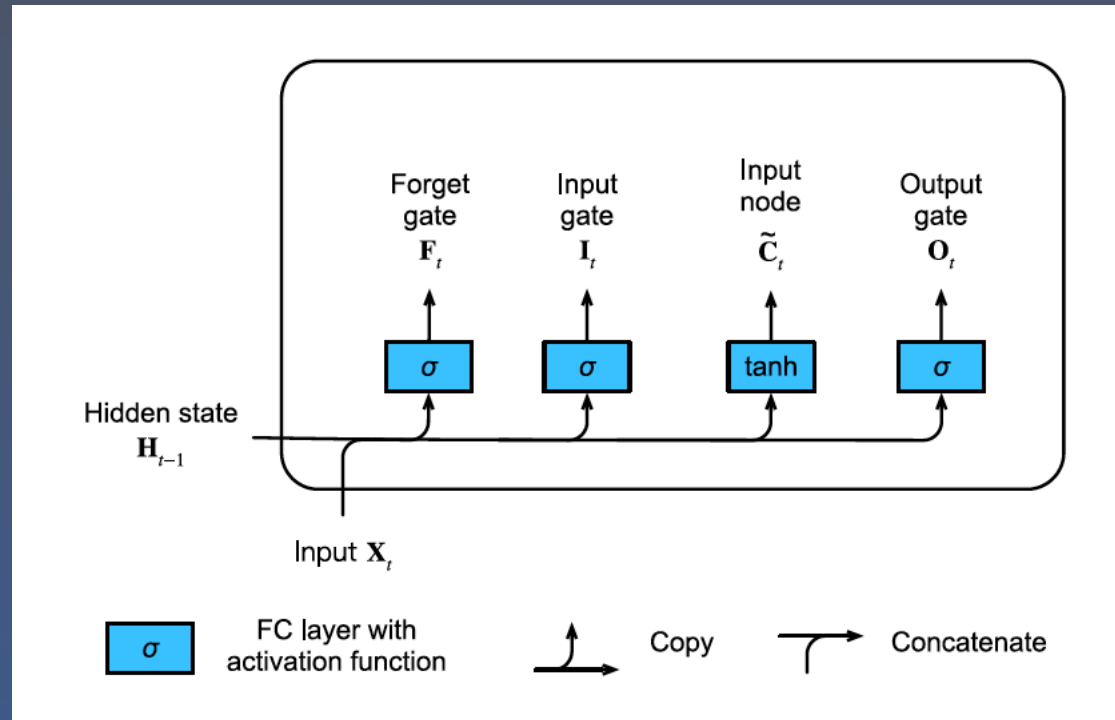 Forget
gate
F_t
Input
gate
I_t
Input
node
C̃_t
Output
gate
O_t
σ
σ
tanh
σ
Hidden state
H_{t−1}
Input X_t
σ
FC layer with
activation function
Copy
Concatenate